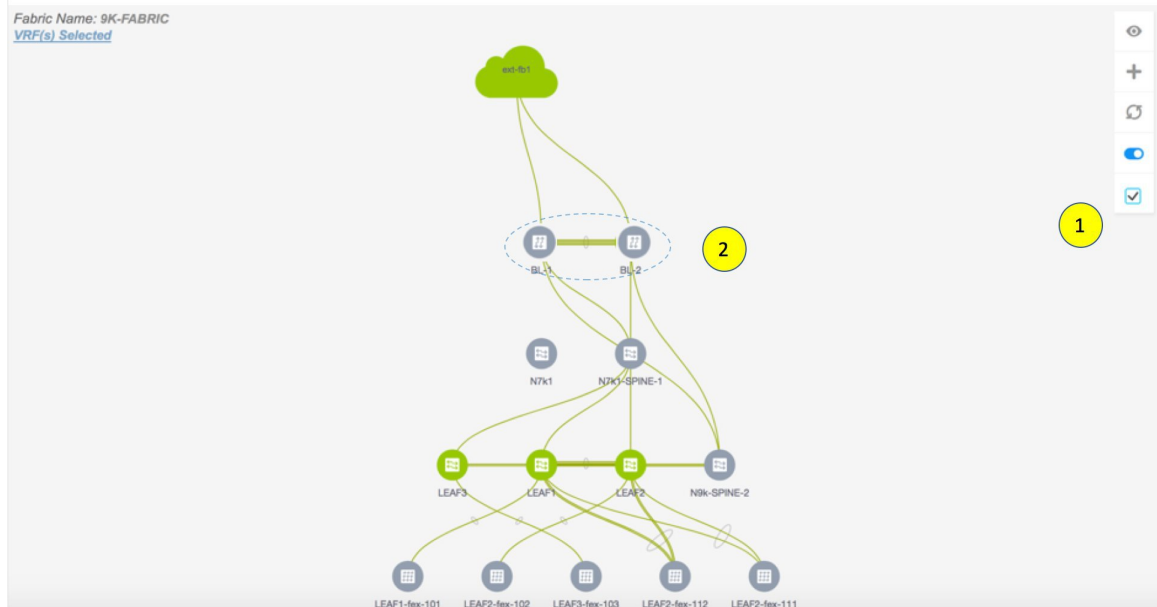 Fabric Name: 9K-FABRIC
VRF(s) Selected
ext-fb1
1
2
BL-1
BL-2
N7k1
N7k1-SPINE-1
LEAF3
LEAF1
LEAF2
N9k-SPINE-2
LEAF1-fex-101
LEAF2-fex-102
LEAF3-fex-103
LEAF2-fex-112
LEAF2-fex-111